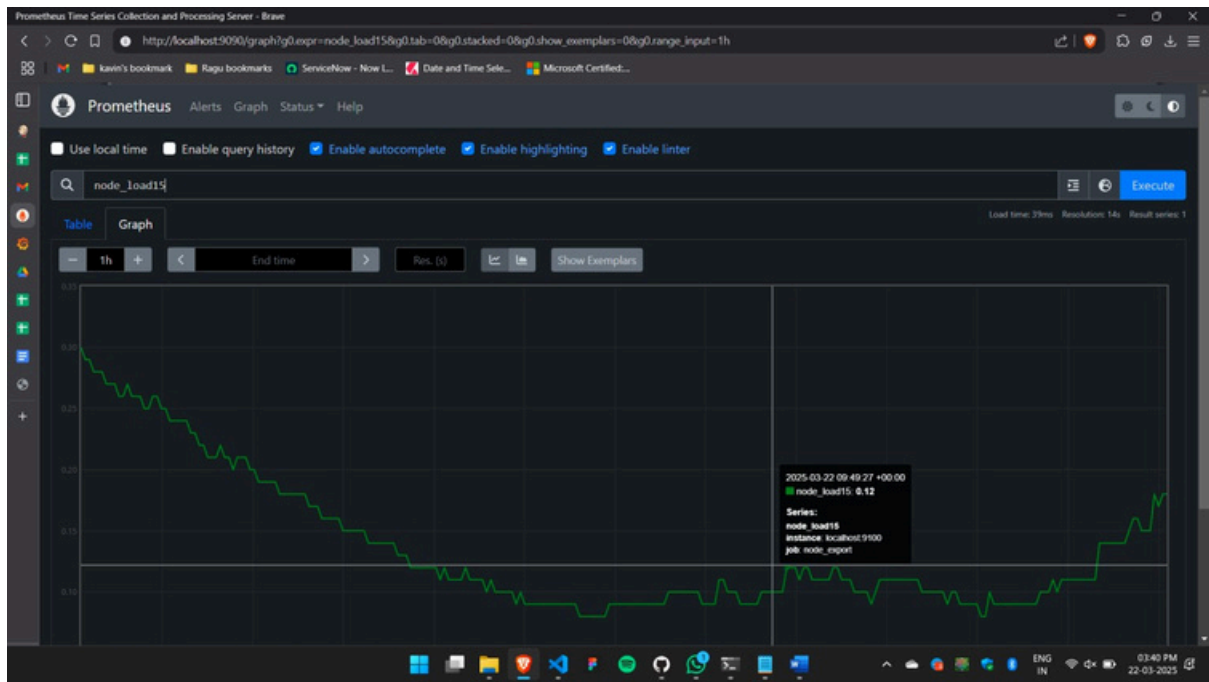 Prometheus Time Series Collection and Processing Server - Brave
http://localhost:9090/graph?g0.expr=node_load15&g0.tab=0&g0.stacked=0&g0.show_exemplars=0&g0.range_input=1h
kavin's bookmark Ragu bookmarks ServiceNow - Now L... Date and Time Sele... Microsoft Certified:...
Prometheus Alerts Graph Status Help
Use local time Enable query history Enable autocomplete Enable highlighting Enable linter
node_load15 Execute
Load time: 39ms Resolution: 14s Result series: 1
Table Graph
1h End time Res. (s) Show Exemplars
0.35
0.30
0.25
0.20
0.15
0.10
2025-03-22 09:49:27 +00:00
node_load15: 0.12
Series:
node_load15
instance: localhost:9100
job: node_export
ENG
IN
03:40 PM
22-03-2025